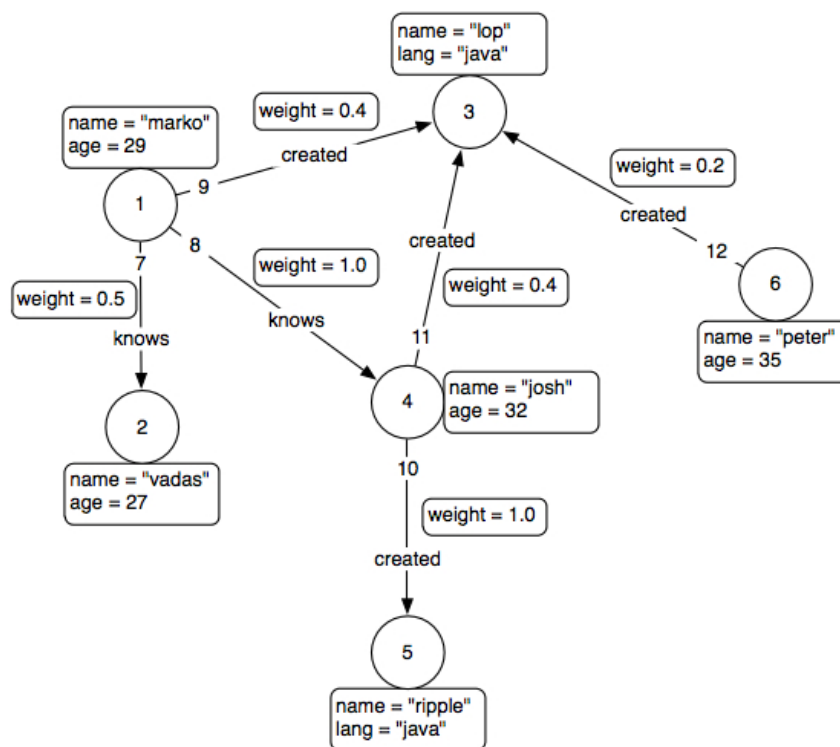 name = "lop"
lang = "java"
weight = 0.4
3
name = "marko"
age = 29
created
weight = 0.2
9
1
created
8
created
7
weight = 1.0
12
weight = 0.5
weight = 0.4
6
knows
knows
11
name = "peter"
age = 35
4
name = "josh"
age = 32
2
10
name = "vadas"
age = 27
weight = 1.0
created
5
name = "ripple"
lang = "java"